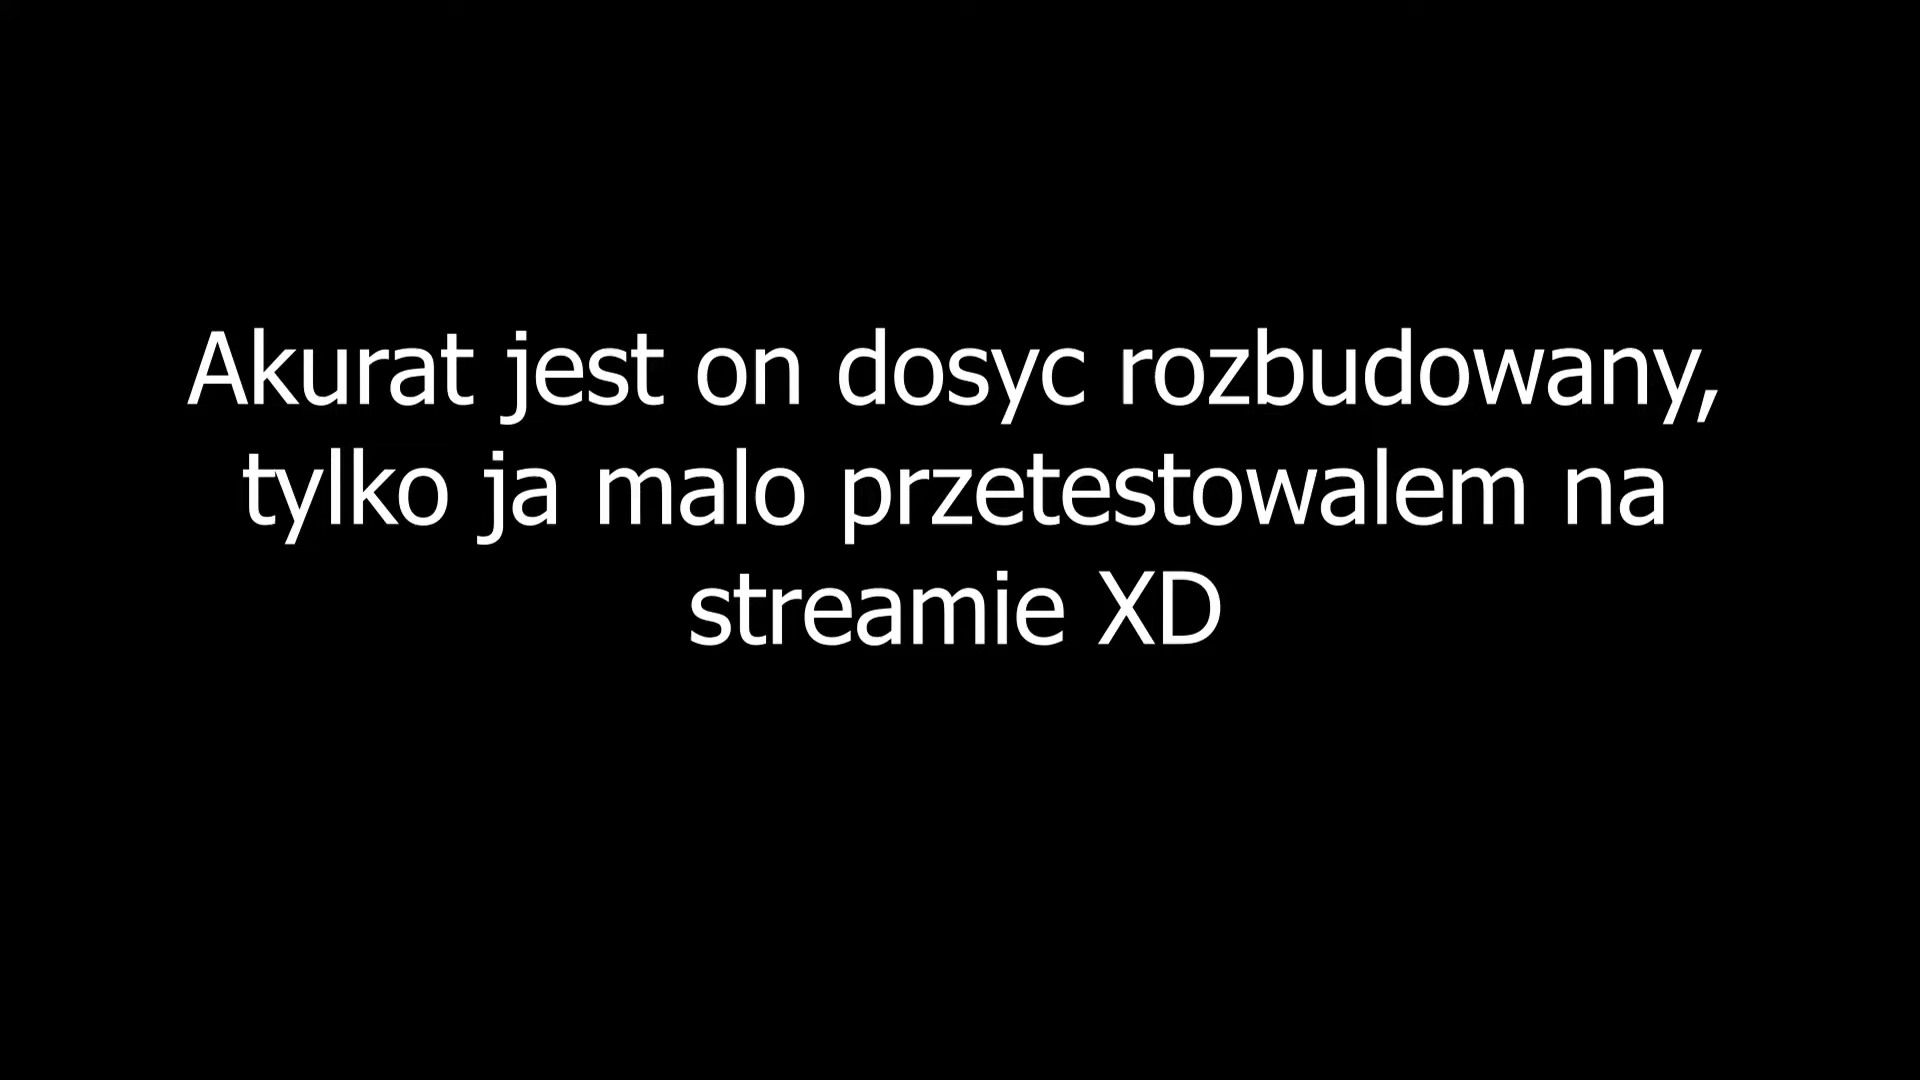 Akurat jest on dosyc rozbudowany,
tylko ja malo przetestowalem na
streamie XD